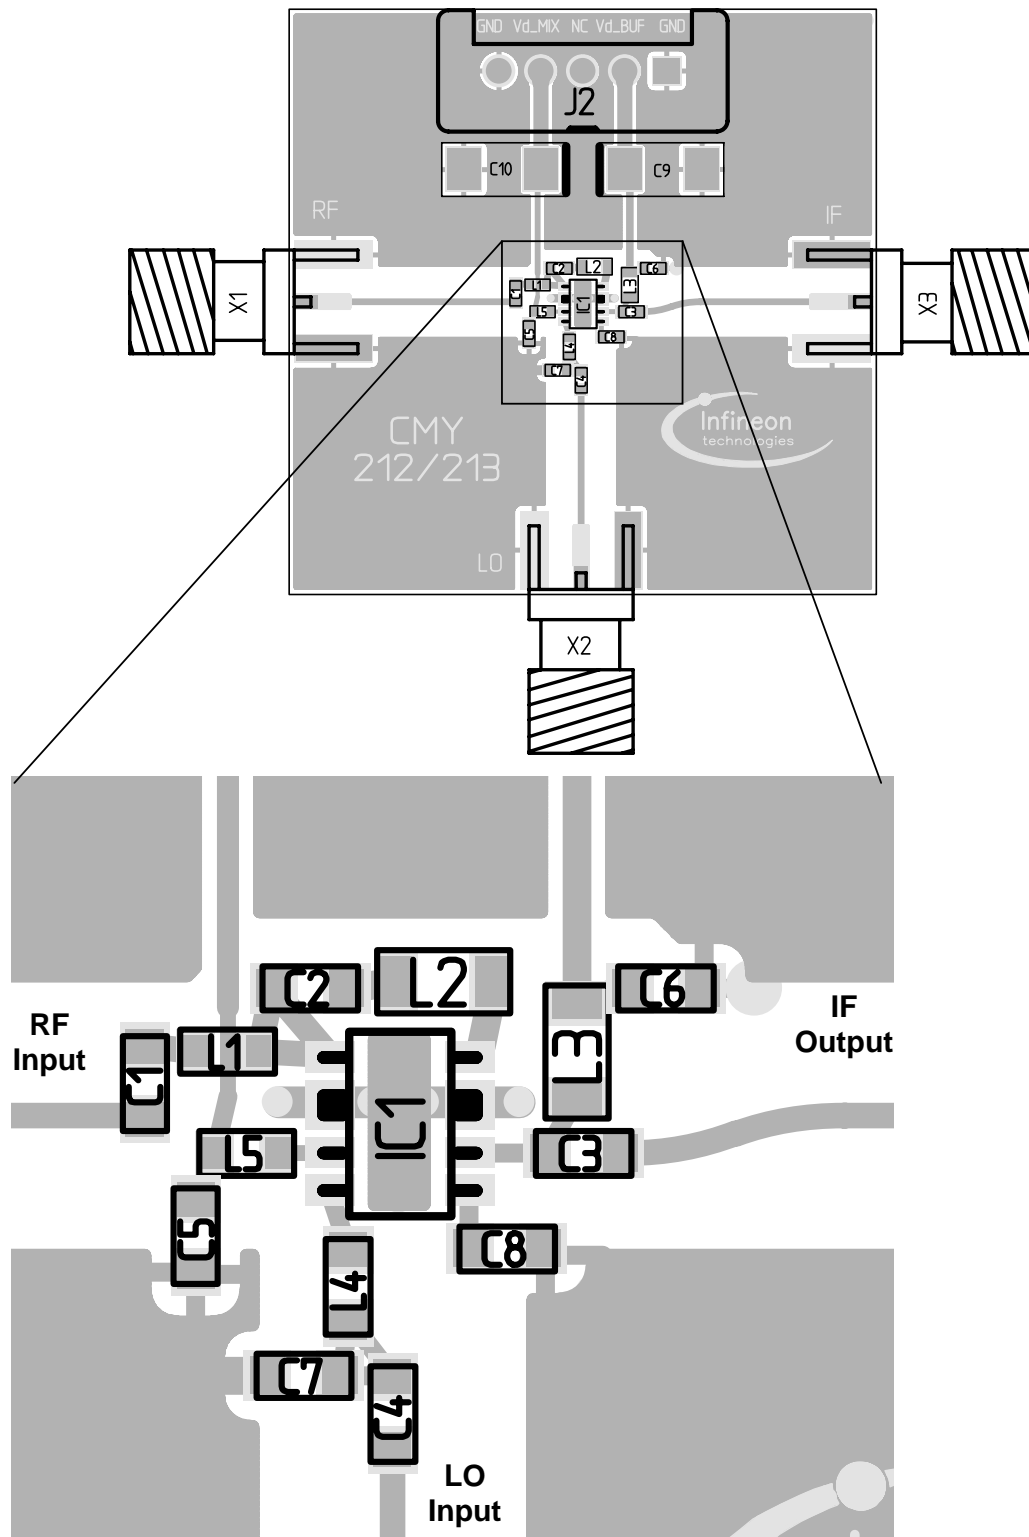 GND Vd_MIX NC Vd_BUF GND
J2
C10
C9
RF
IF
C2
L2
C6
X1
C1
L1
L3
X3
L5
IC1
C3
C5
L4
C8
C7
C4
CMY
212/213
Infineon
technologies
LO
X2
C2
L2
C6
RF
Input
IF
Output
C1
L1
L3
IC1
L5
C3
C5
C8
L4
C7
C4
LO
Input